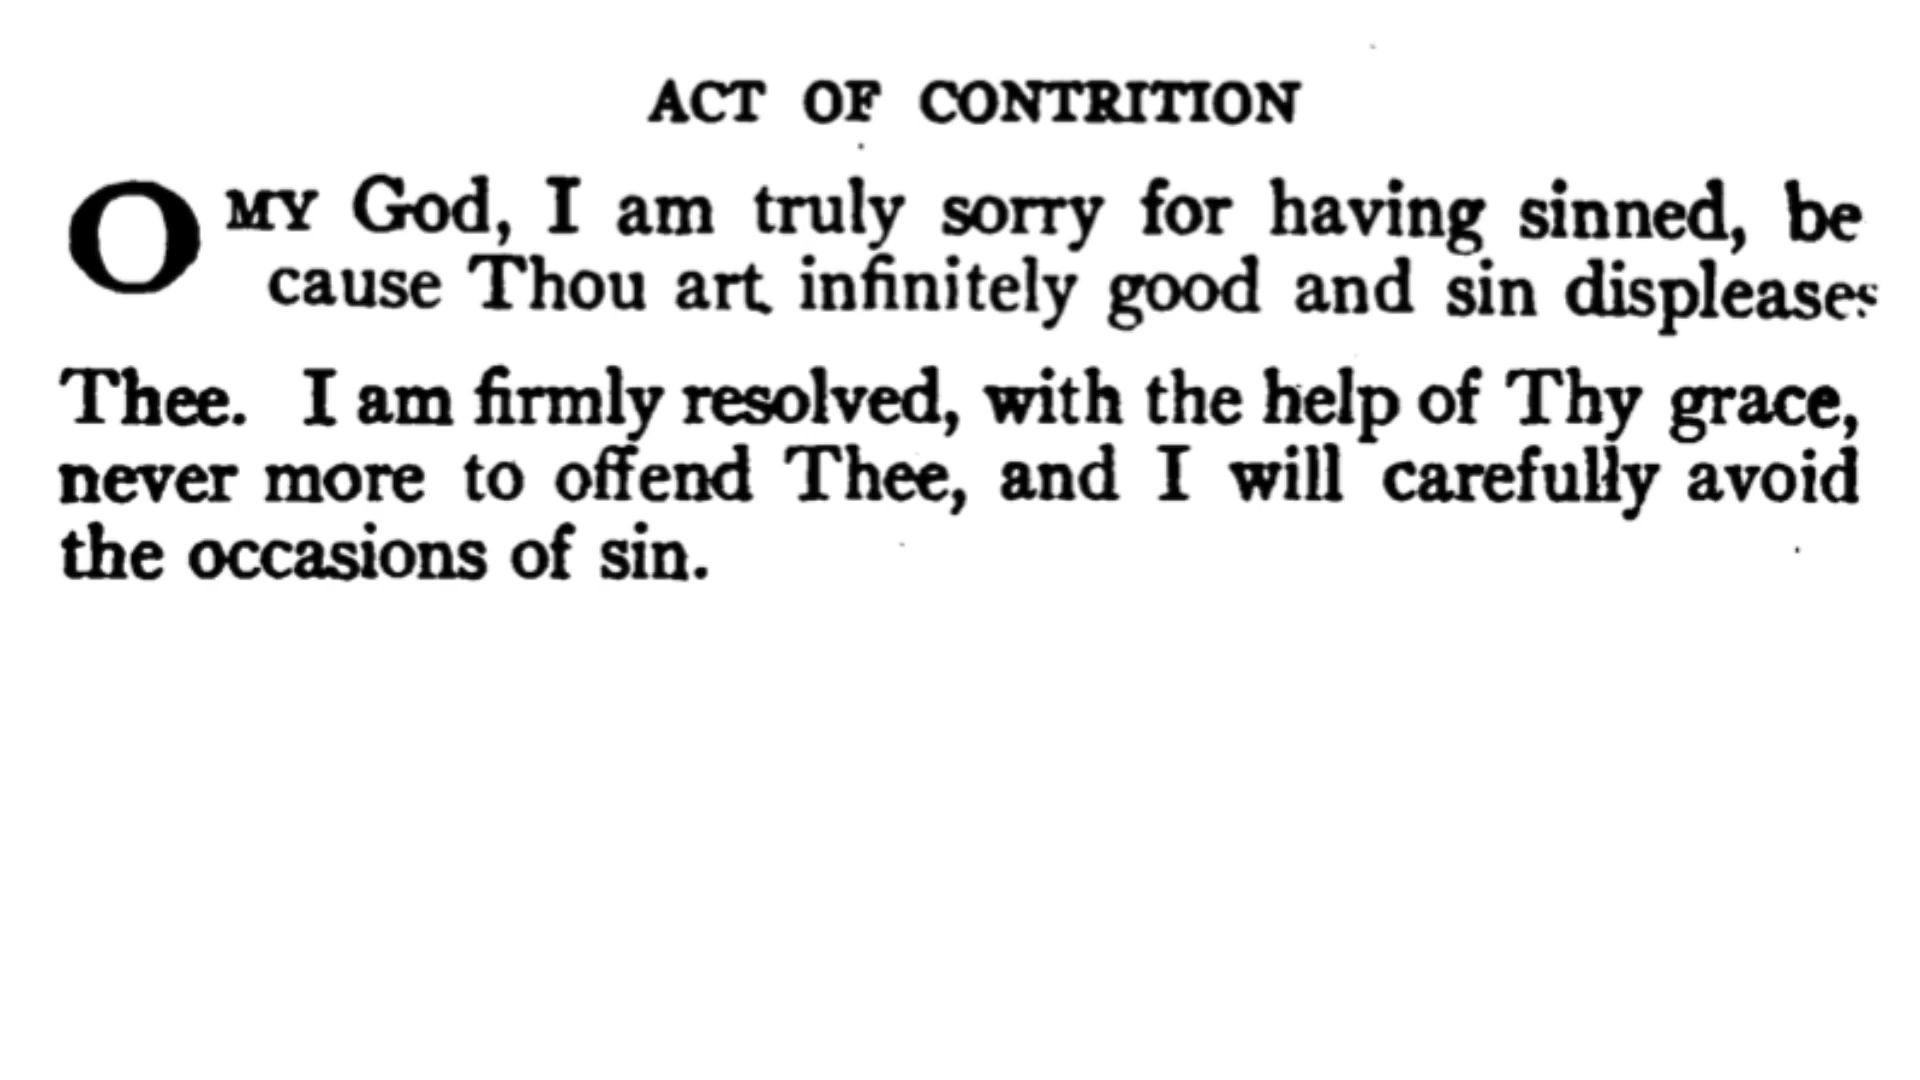 ACT OF CONTRITION
O MY God, I am truly sorry for having sinned, be
cause Thou art infinitely good and sin displeases
Thee. I am firmly resolved, with the help of Thy grace,
never more to offend Thee, and I will carefully avoid
the occasions of sin.